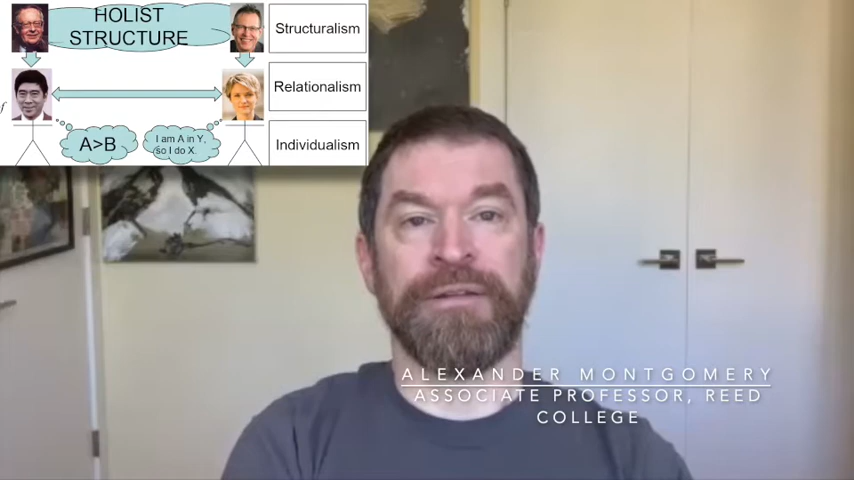 HOLIST
STRUCTURE
Structuralism
Relationalism
f
A>B
I am A in Y,
so I do X.
Individualism
ALEXANDER MONTGOMERY
ASSOCIATE PROFESSOR, REED
COLLEGE